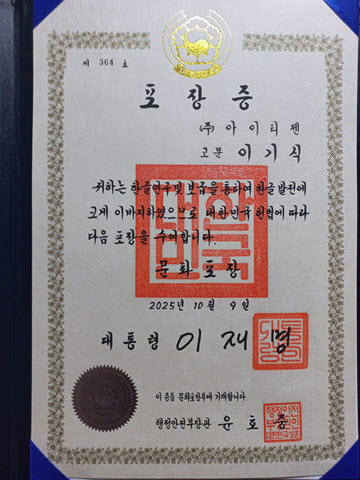 제 364 호
포장증
(주)아이티젠
고문 이기식
귀하는 한글연구 및 보급을 통하여 한글발전에
크게 이바지하였으므로 대한민국 헌법에 따라
다음 포장을 수여합니다.
문화포장
2025년 10월 9일
대통령 이재명
이 증을 문화포장부에 기재합니다.
행정안전부장관 윤호중